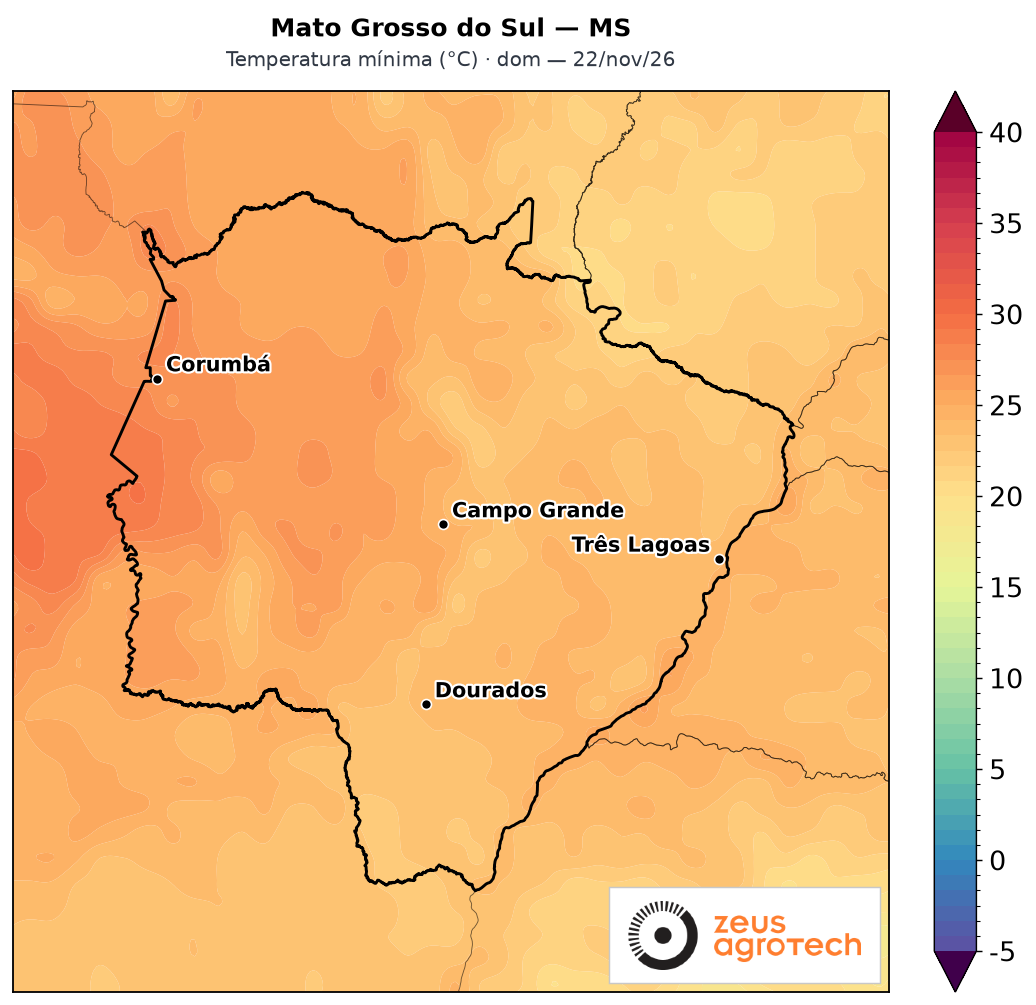 Mato Grosso do Sul — MS
Temperatura mínima (°C) · dom — 22/nov/26
40
35
30
25
20
15
10
5
0
-5
Corumbá
Campo Grande
Três Lagoas
Dourados
zeus
agrotech